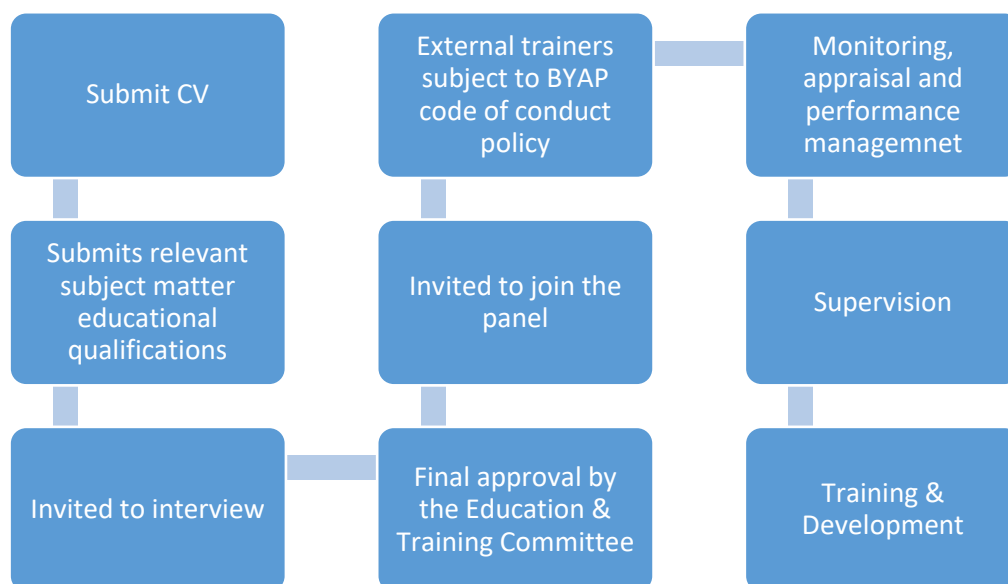 Submit CV
Submits relevant
subject matter
educational
qualifications
Invited to interview
Final approval by
the Education &
Training Committee
Invited to join the
panel
External trainers
subject to BYAP
code of conduct
policy
Monitoring,
appraisal and
performance
managemnet
Supervision
Training &
Development